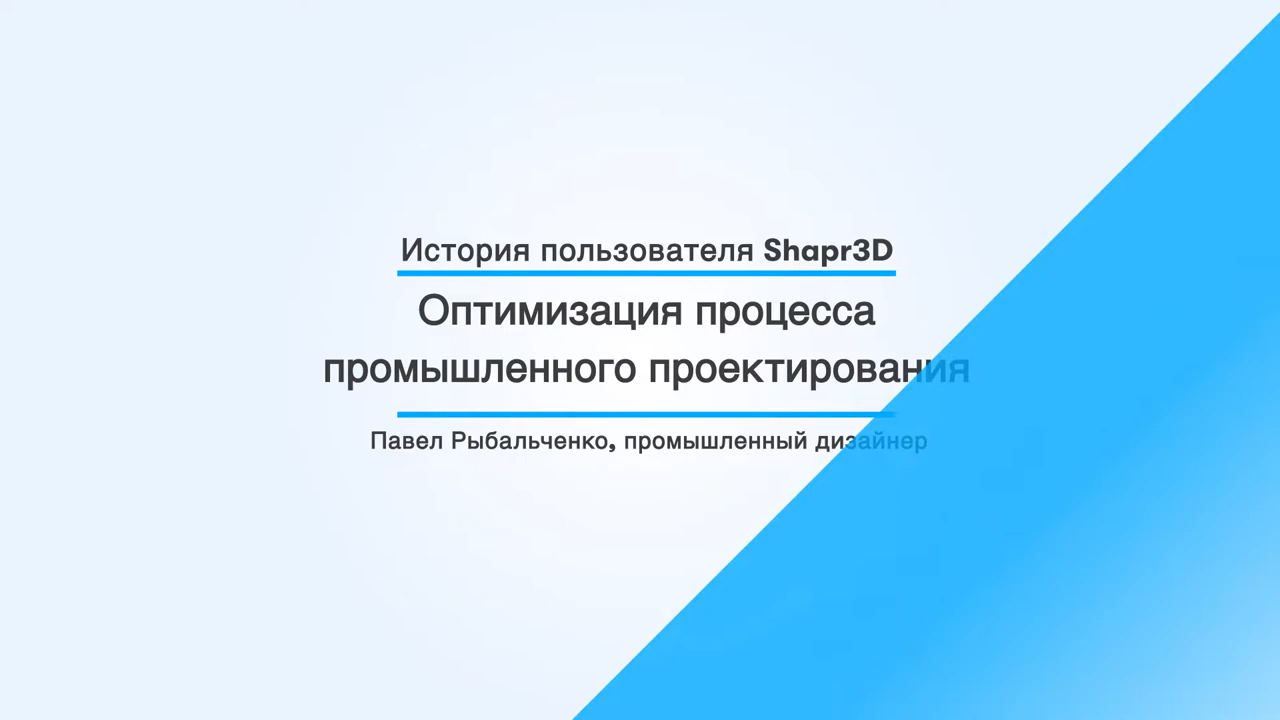 История пользователя Shapr3D
Оптимизация процесса
промышленного проектирования
Павел Рыбальченко, промышленный дизайнер